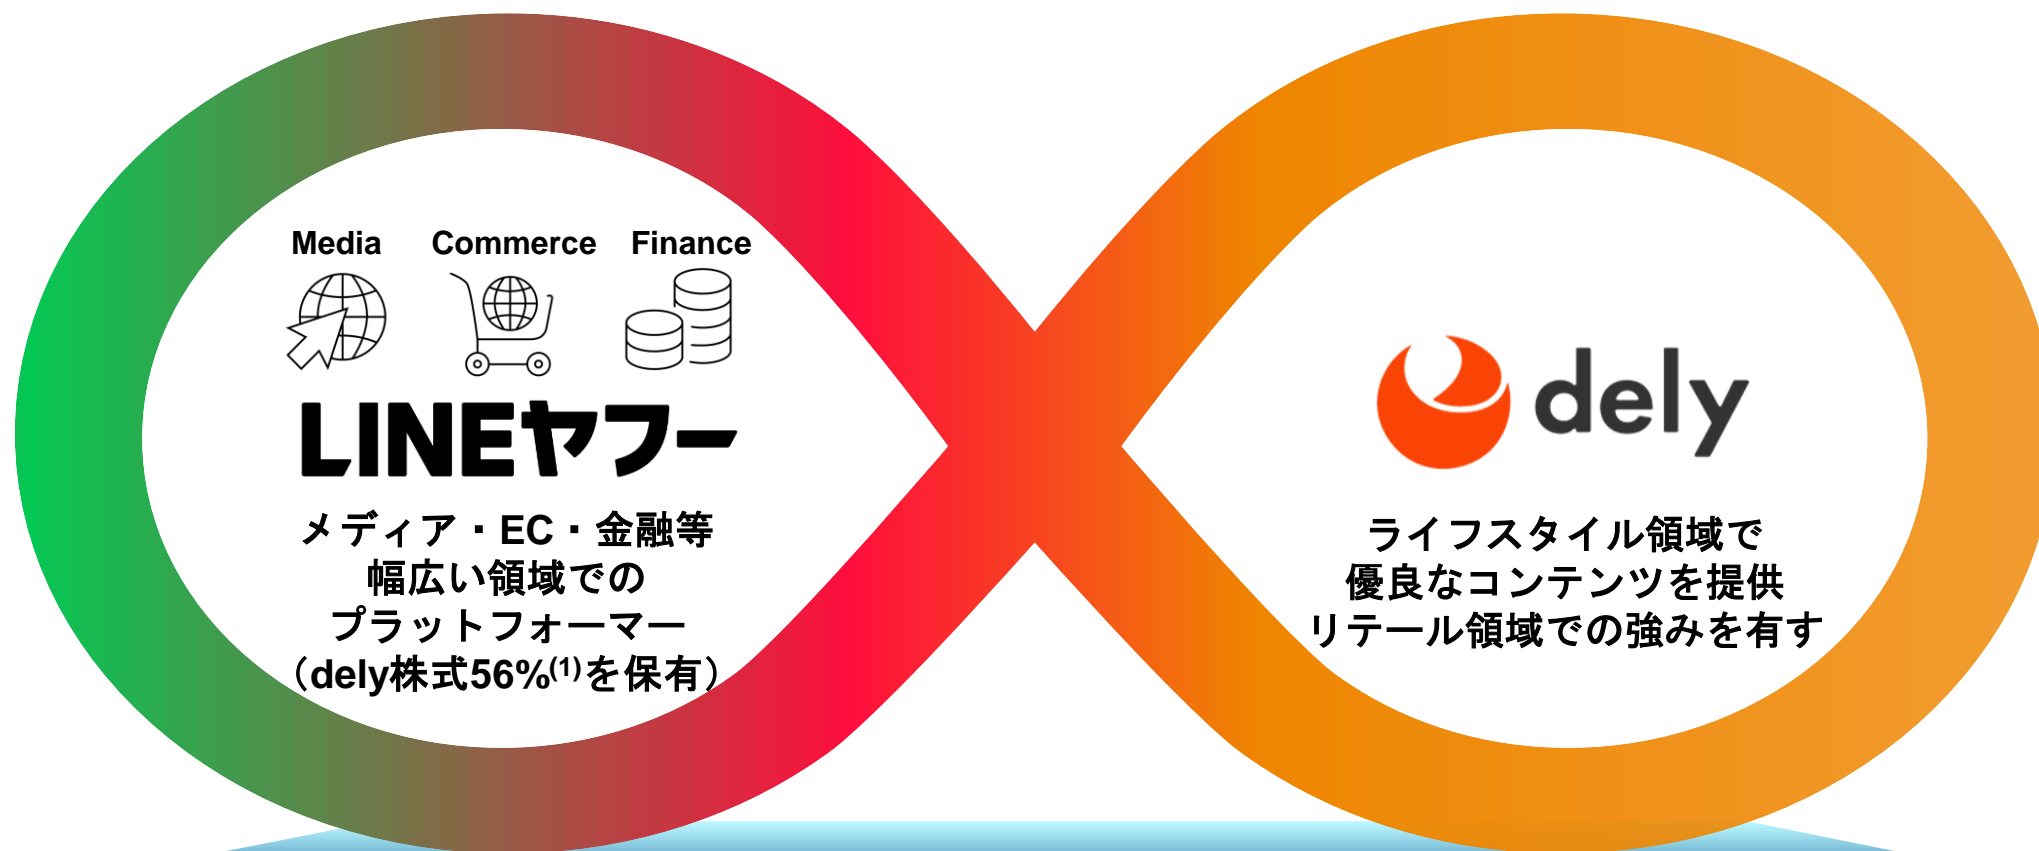 Media Commerce Finance
LINEヤフー
メディア・EC・金融等
幅広い領域での
プラットフォーマー
（dely株式56%(1)を保有）
dely
ライフスタイル領域で
優良なコンテンツを提供
リテール領域での強みを有す